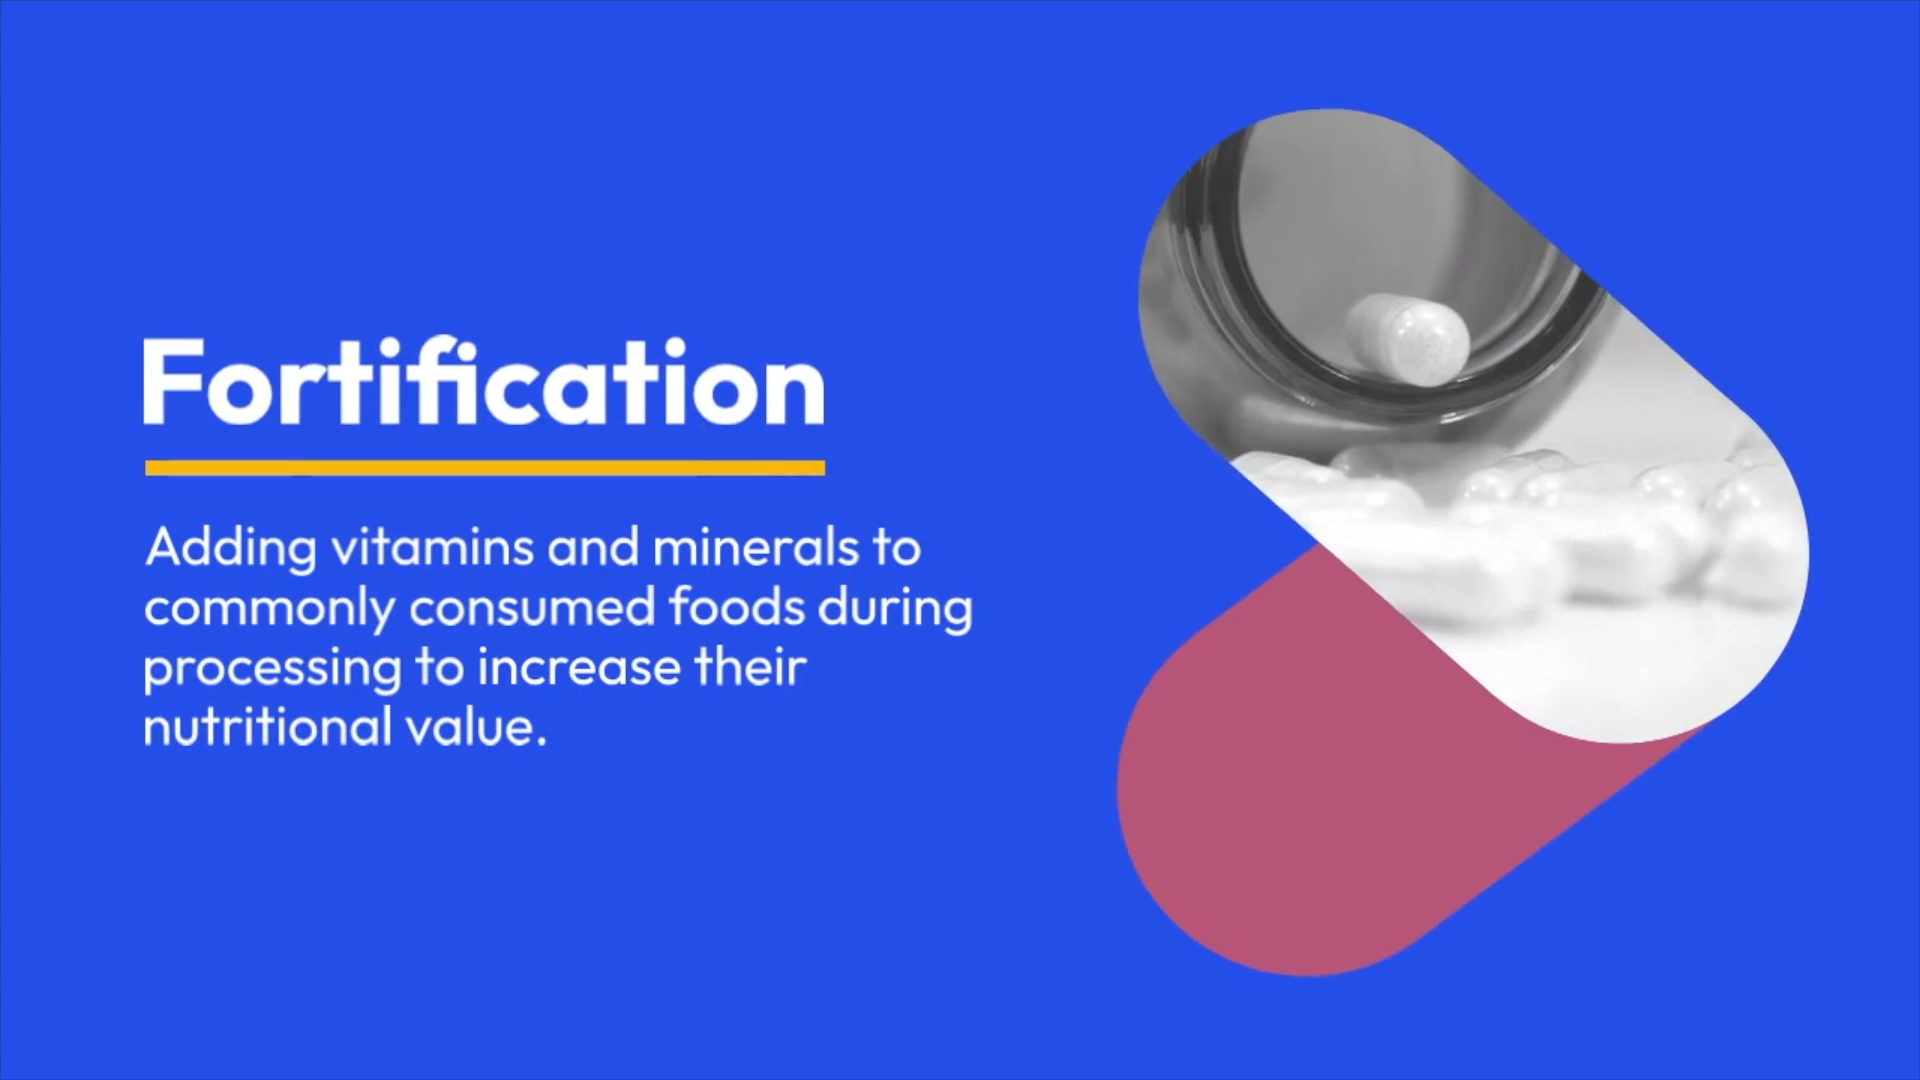 Fortification
Adding vitamins and minerals to
commonly consumed foods during
processing to increase their
nutritional value.